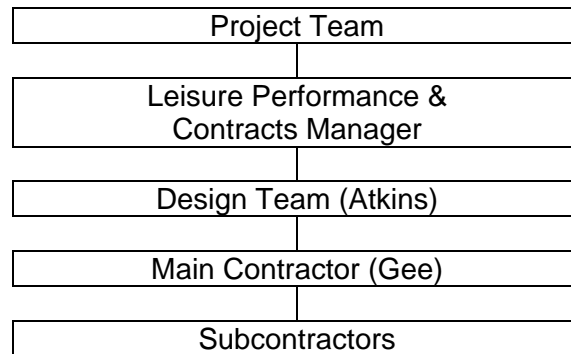 Project Team
Leisure Performance &
Contracts Manager
Design Team (Atkins)
Main Contractor (Gee)
Subcontractors